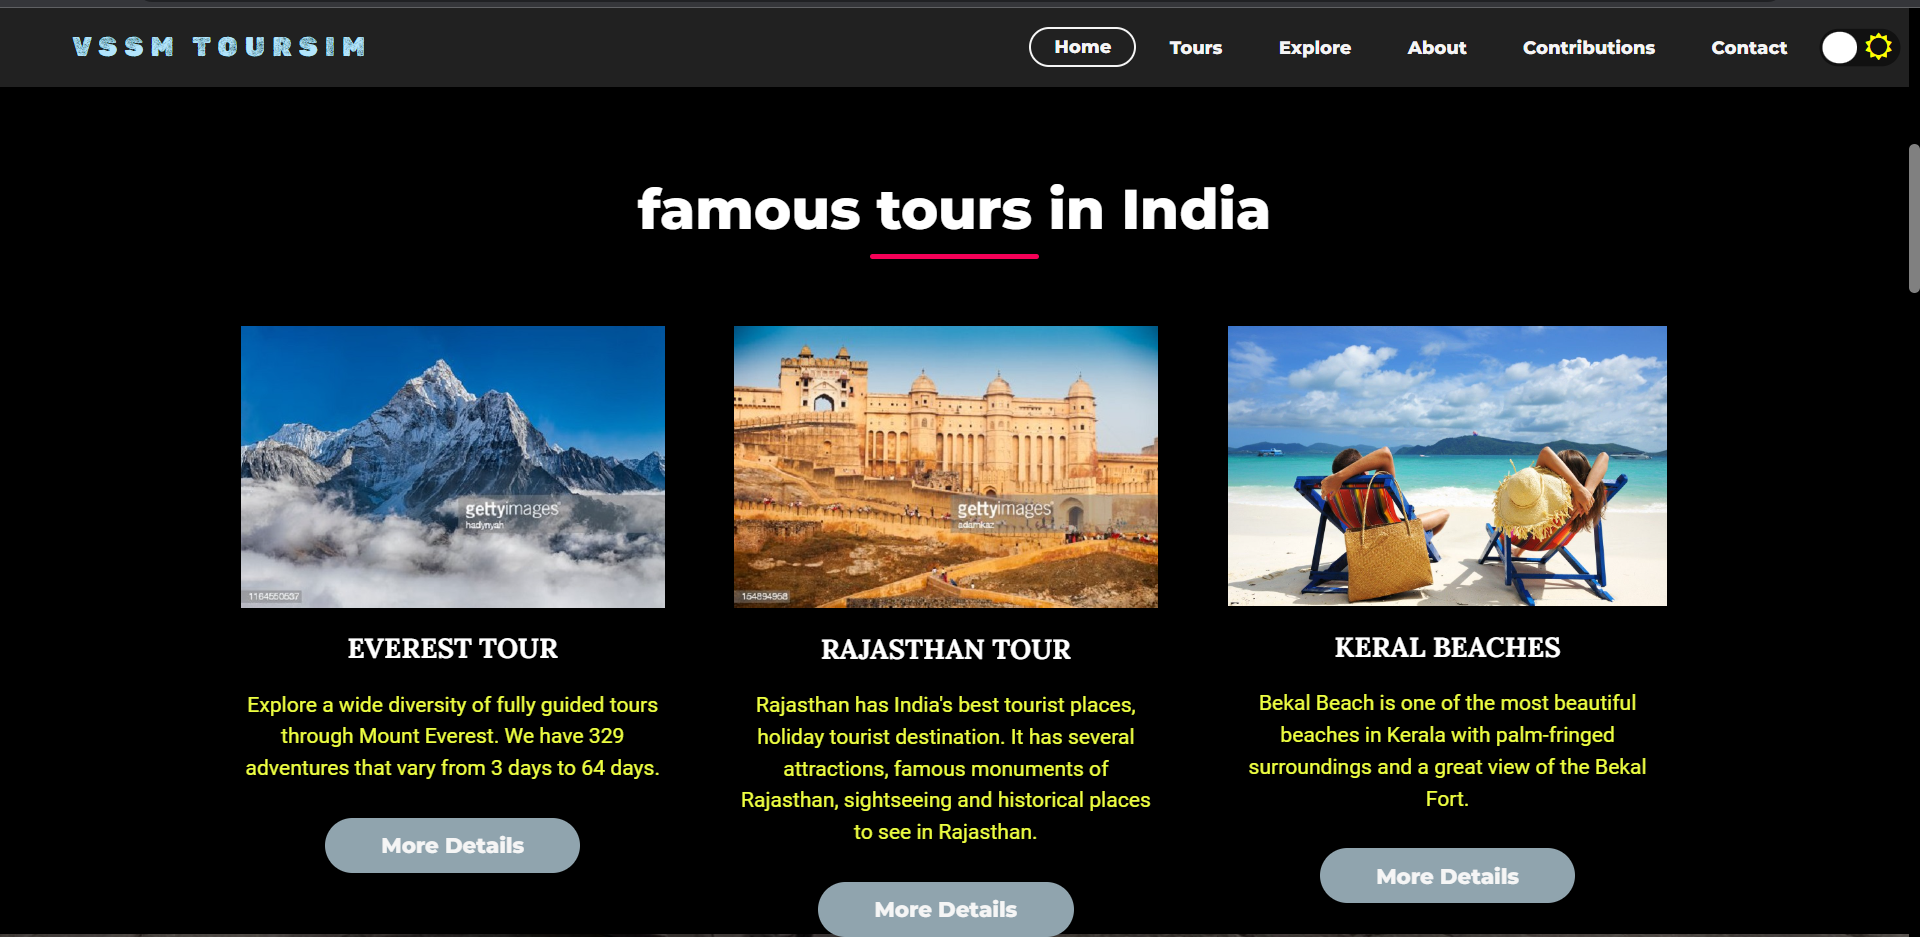 VSSM TOURSIM
Home
Tours
Explore
About
Contributions
Contact
famous tours in India
gettyimages
hadynyah
1164550537
gettyimages
adamkaz
154894958
EVEREST TOUR
Explore a wide diversity of fully guided tours
through Mount Everest. We have 329
adventures that vary from 3 days to 64 days.
More Details
RAJASTHAN TOUR
Rajasthan has India's best tourist places,
holiday tourist destination. It has several
attractions, famous monuments of
Rajasthan, sightseeing and historical places
to see in Rajasthan.
More Details
KERAL BEACHES
Bekal Beach is one of the most beautiful
beaches in Kerala with palm-fringed
surroundings and a great view of the Bekal
Fort.
More Details